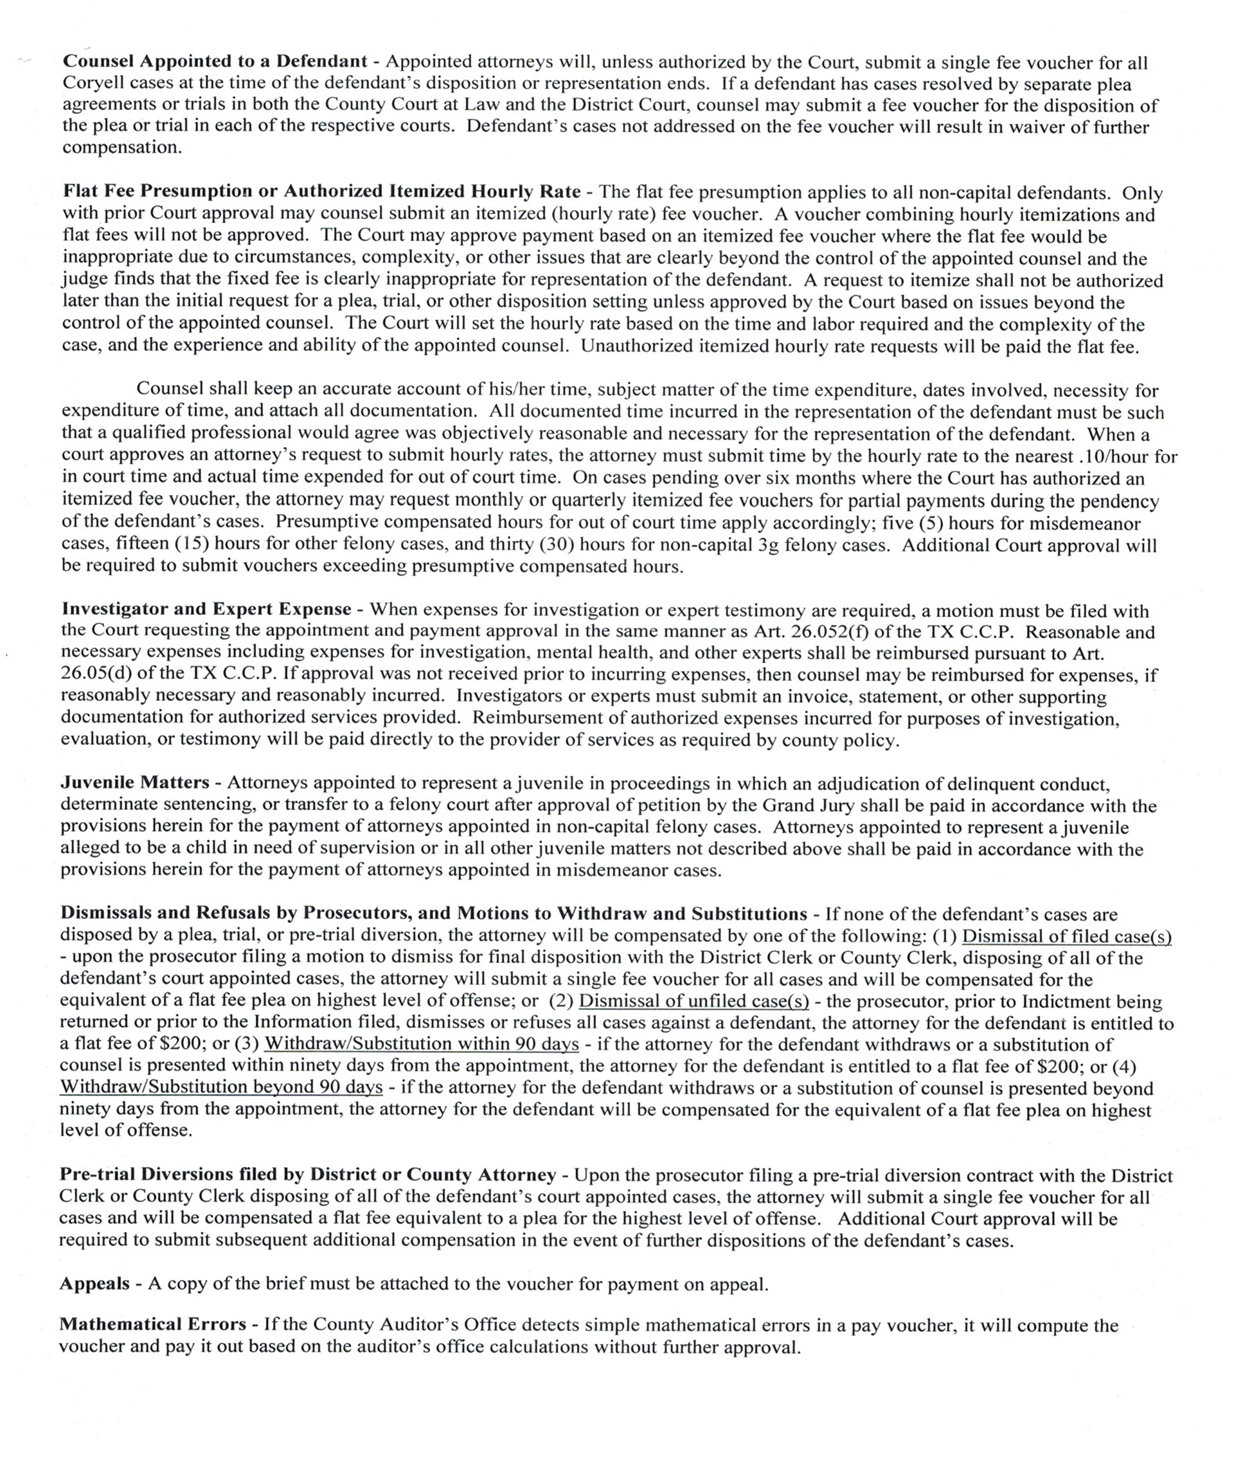 Counsel Appointed to a Defendant - Appointed attorneys will, unless authorized by the Court, submit a single fee voucher for all
Coryell cases at the time of the defendant's disposition or representation ends. If a defendant has cases resolved by separate plea
agreements or trials in both the County Court at Law and the District Court, counsel may submit a fee voucher for the disposition of
the plea or trial in each of the respective courts. Defendant's cases not addressed on the fee voucher will result in waiver of further
compensation.
Flat Fee Presumption or Authorized Itemized Hourly Rate - The flat fee presumption applies to all non-capital defendants. Only
with prior Court approval may counsel submit an itemized (hourly rate) fee voucher. A voucher combining hourly itemizations and
flat fees will not be approved. The Court may approve payment based on an itemized fee voucher where the flat fee would be
inappropriate due to circumstances, complexity, or other issues that are clearly beyond the control of the appointed counsel and the
judge finds that the fixed fee is clearly inappropriate for representation of the defendant. A request to itemize shall not be authorized
later than the initial request for a plea, trial, or other disposition setting unless approved by the Court based on issues beyond the
control of the appointed counsel. The Court will set the hourly rate based on the time and labor required and the complexity of the
case, and the experience and ability of the appointed counsel. Unauthorized itemized hourly rate requests will be paid the flat fee.
Counsel shall keep an accurate account of his/her time, subject matter of the time expenditure, dates involved, necessity for
expenditure of time, and attach all documentation. All documented time incurred in the representation of the defendant must be such
that a qualified professional would agree was objectively reasonable and necessary for the representation of the defendant. When a
court approves an attorney's request to submit hourly rates, the attorney must submit time by the hourly rate to the nearest .10/hour for
in court time and actual time expended for out of court time. On cases pending over six months where the Court has authorized an
itemized fee voucher, the attorney may request monthly or quarterly itemized fee vouchers for partial payments during the pendency
of the defendant's cases. Presumptive compensated hours for out of court time apply accordingly; five (5) hours for misdemeanor
cases, fifteen (15) hours for other felony cases, and thirty (30) hours for non-capital 3g felony cases. Additional Court approval will
be required to submit vouchers exceeding presumptive compensated hours.
Investigator and Expert Expense - When expenses for investigation or expert testimony are required, a motion must be filed with
the Court requesting the appointment and payment approval in the same manner as Art. 26.052(f) of the TX C.C.P. Reasonable and
necessary expenses including expenses for investigation, mental health, and other experts shall be reimbursed pursuant to Art.
26.05(d) of the TX C.C.P. If approval was not received prior to incurring expenses, then counsel may be reimbursed for expenses, if
reasonably necessary and reasonably incurred. Investigators or experts must submit an invoice, statement, or other supporting
documentation for authorized services provided. Reimbursement of authorized expenses incurred for purposes of investigation,
evaluation, or testimony will be paid directly to the provider of services as required by county policy.
Juvenile Matters - Attorneys appointed to represent a juvenile in proceedings in which an adjudication of delinquent conduct,
determinate sentencing, or transfer to a felony court after approval of petition by the Grand Jury shall be paid in accordance with the
provisions herein for the payment of attorneys appointed in non-capital felony cases. Attorneys appointed to represent a juvenile
alleged to be a child in need of supervision or in all other juvenile matters not described above shall be paid in accordance with the
provisions herein for the payment of attorneys appointed in misdemeanor cases.
Dismissals and Refusals by Prosecutors, and Motions to Withdraw and Substitutions - If none of the defendant's cases are
disposed by a plea, trial, or pre-trial diversion, the attorney will be compensated by one of the following: (1) Dismissal of filed case(s)
- upon the prosecutor filing a motion to dismiss for final disposition with the District Clerk or County Clerk, disposing of all of the
defendant's court appointed cases, the attorney will submit a single fee voucher for all cases and will be compensated for the
equivalent of a flat fee plea on highest level of offense; or (2) Dismissal of unfiled case(s) - the prosecutor, prior to Indictment being
returned or prior to the Information filed, dismisses or refuses all cases against a defendant, the attorney for the defendant is entitled to
a flat fee of $200; or (3) Withdraw/Substitution within 90 days - if the attorney for the defendant withdraws or a substitution of
counsel is presented within ninety days from the appointment, the attorney for the defendant is entitled to a flat fee of $200; or (4)
Withdraw/Substitution beyond 90 days - if the attorney for the defendant withdraws or a substitution of counsel is presented beyond
ninety days from the appointment, the attorney for the defendant will be compensated for the equivalent of a flat fee plea on highest
level of offense.
Pre-trial Diversions filed by District or County Attorney - Upon the prosecutor filing a pre-trial diversion contract with the District
Clerk or County Clerk disposing of all of the defendant's court appointed cases, the attorney will submit a single fee voucher for all
cases and will be compensated a flat fee equivalent to a plea for the highest level of offense. Additional Court approval will be
required to submit subsequent additional compensation in the event of further dispositions of the defendant's cases.
Appeals - A copy of the brief must be attached to the voucher for payment on appeal.
Mathematical Errors - If the County Auditor's Office detects simple mathematical errors in a pay voucher, it will compute the
voucher and pay it out based on the auditor's office calculations without further approval.